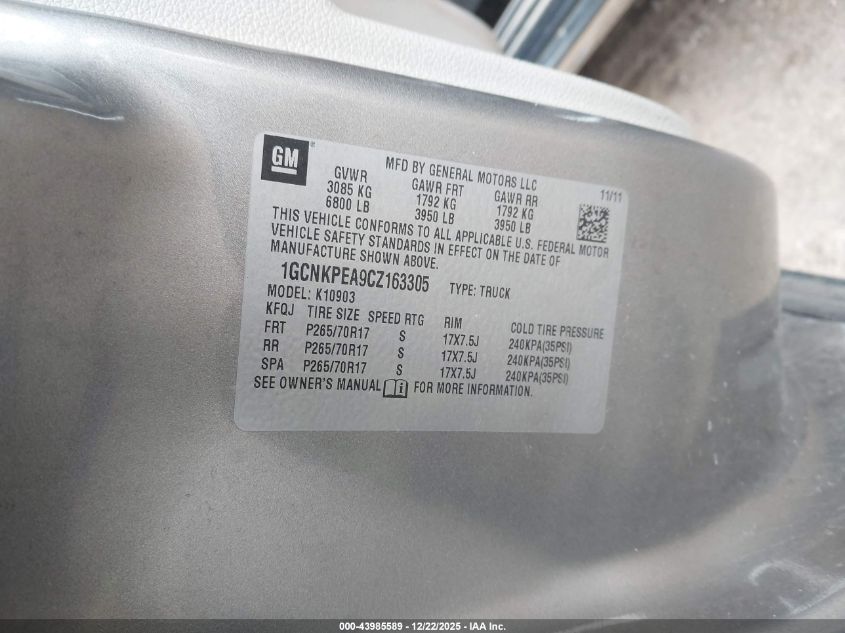 GM
MFD BY GENERAL MOTORS LLC
11/11
GVWR GAWR FRT GAWR RR
3085 KG 1792 KG 1792 KG
6800 LB 3950 LB 3950 LB
THIS VEHICLE CONFORMS TO ALL APPLICABLE U.S. FEDERAL MOTOR
VEHICLE SAFETY STANDARDS IN EFFECT ON THE DATE OF
MANUFACTURE SHOWN ABOVE.
1GCNKPEA9CZ163305 TYPE: TRUCK
MODEL: K10903
KFQJ TIRE SIZE SPEED RTG RIM COLD TIRE PRESSURE
FRT P265/70R17 S 17X7.5J 240KPA(35PSI)
RR P265/70R17 S 17X7.5J 240KPA(35PSI)
SPA P265/70R17 S 17X7.5J 240KPA(35PSI)
SEE OWNER'S MANUAL i FOR MORE INFORMATION.
000-43985589 - 12/22/2025 - IAA Inc.